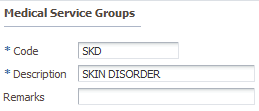 Medical Service Groups
* Code SKD
* Description SKIN DISORDER
Remarks